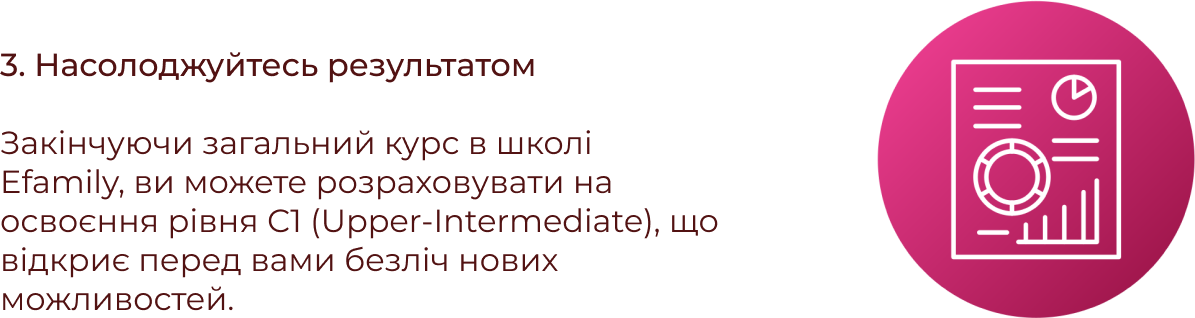 3. Насолоджуйтесь результатом
Закінчуючи загальний курс в школі
Efamily, ви можете розраховувати на
освоєння рівня C1 (Upper-Intermediate), що
відкриє перед вами безліч нових
можливостей.